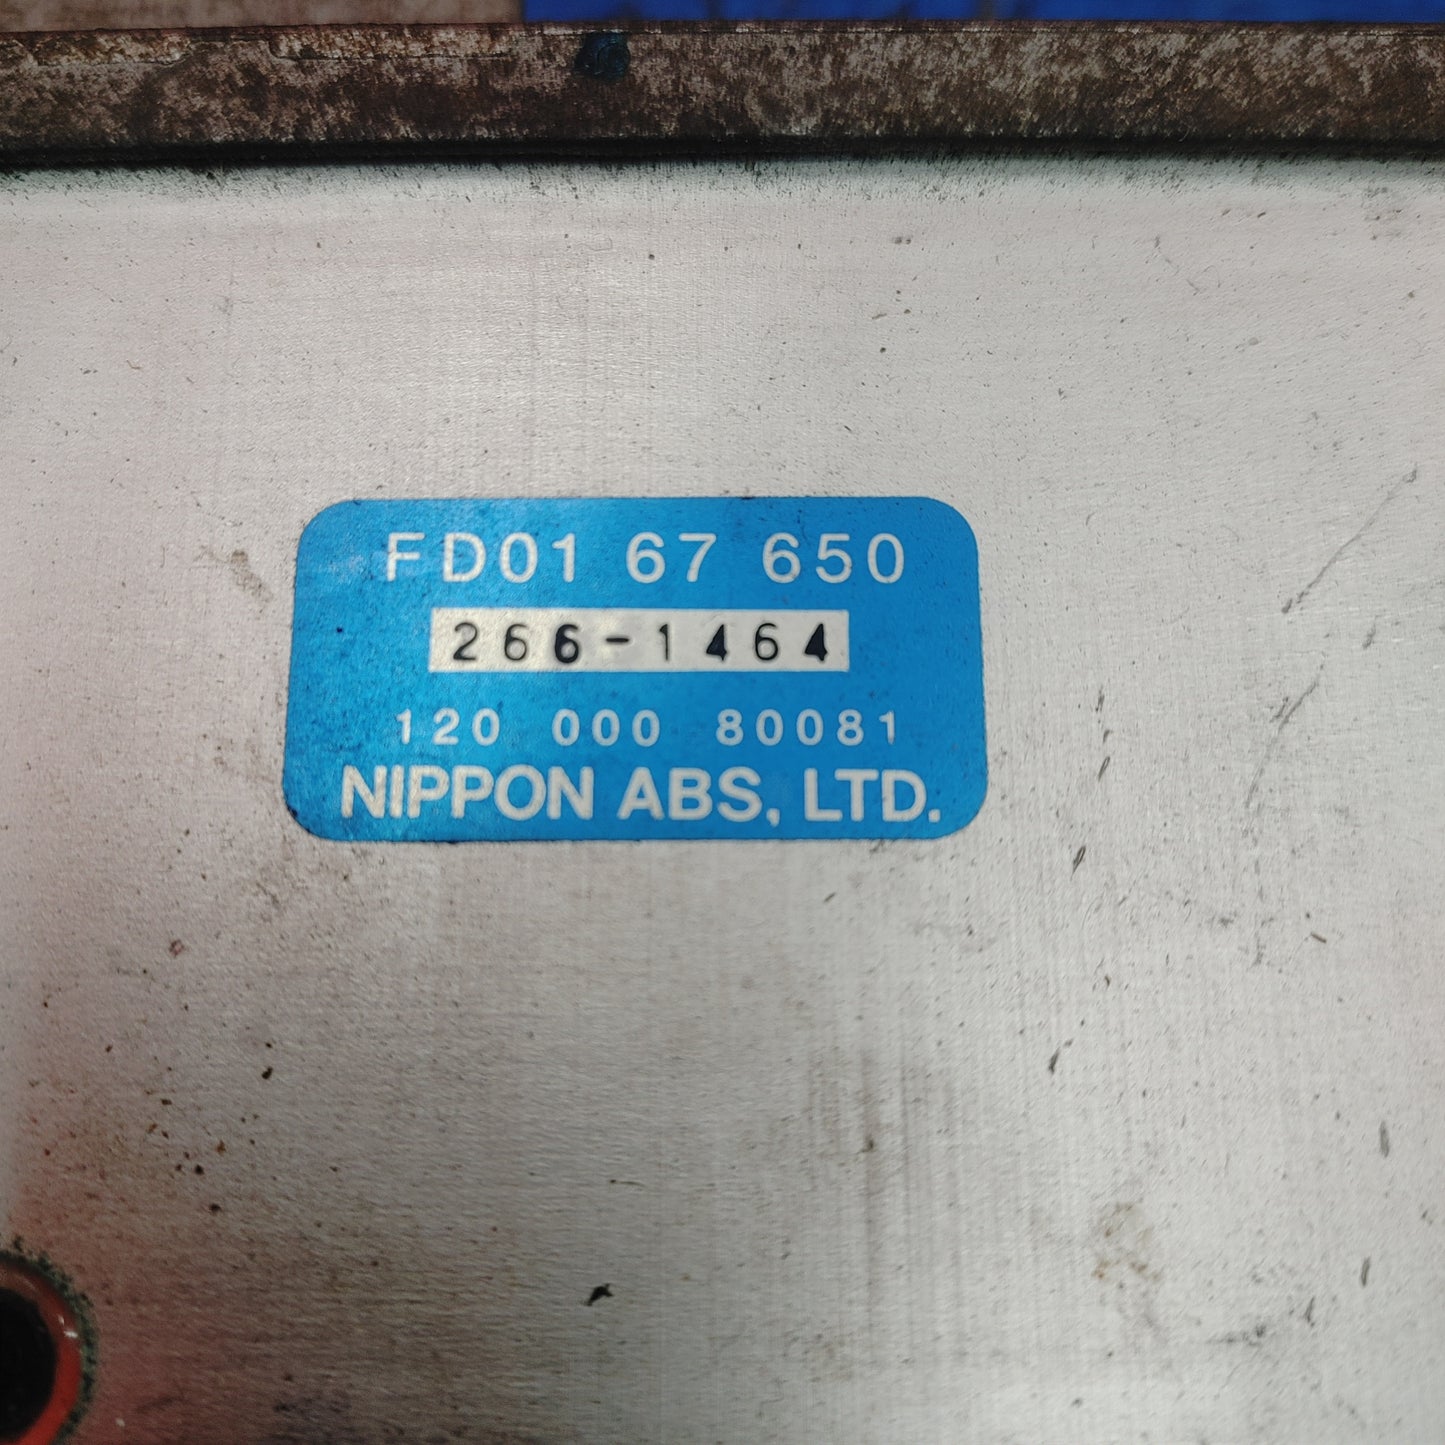 FD01 67 650
266-1464
120 000 80081
NIPPON ABS, LTD.